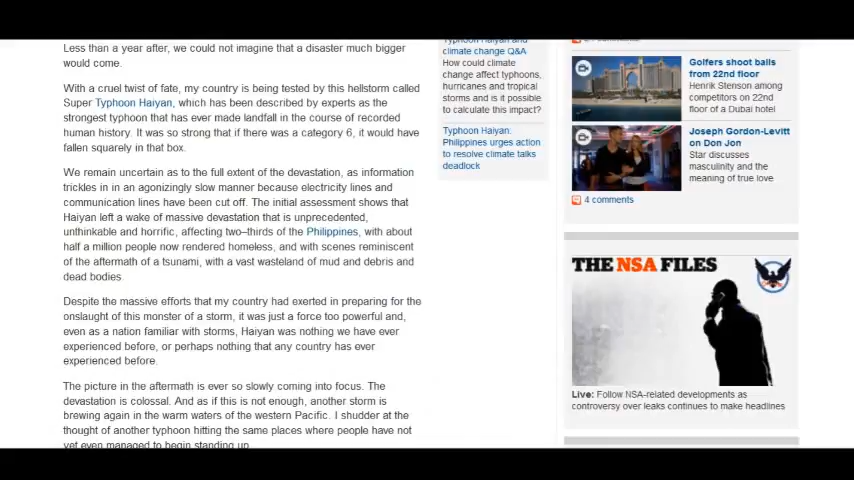 Less than a year after, we could not imagine that a disaster much bigger
would come.
With a cruel twist of fate, my country is being tested by this hellstorm called
Super Typhoon Haiyan, which has been described by experts as the
strongest typhoon that has ever made landfall in the course of recorded
human history. It was so strong that if there was a category 6, it would have
fallen squarely in that box.
We remain uncertain as to the full extent of the devastation, as information
trickles in in an agonizingly slow manner because electricity lines and
communication lines have been cut off. The initial assessment shows that
Haiyan left a wake of massive devastation that is unprecedented,
unthinkable and horrific, affecting two–thirds of the Philippines, with about
half a million people now rendered homeless, and with scenes reminiscent
of the aftermath of a tsunami, with a vast wasteland of mud and debris and
dead bodies.
Despite the massive efforts that my country had exerted in preparing for the
onslaught of this monster of a storm, it was just a force too powerful and,
even as a nation familiar with storms, Haiyan was nothing we have ever
experienced before, or perhaps nothing that any country has ever
experienced before.
The picture in the aftermath is ever so slowly coming into focus. The
devastation is colossal. And as if this is not enough, another storm is
brewing again in the warm waters of the western Pacific. I shudder at the
thought of another typhoon hitting the same places where people have not
yet even managed to begin standing up.
Typhoon Haiyan and
climate change Q&A
How could climate
change affect typhoons,
hurricanes and tropical
storms and is it possible
to calculate this impact?
Typhoon Haiyan:
Philippines urges action
to resolve climate talks
deadlock
Golfers shoot balls
from 22nd floor
Henrik Stenson among
competitors on 22nd
floor of a Dubai hotel
Joseph Gordon-Levitt
on Don Jon
Star discusses
masculinity and the
meaning of true love
4 comments
THE NSA FILES
Live: Follow NSA-related developments as
controversy over leaks continues to make headlines